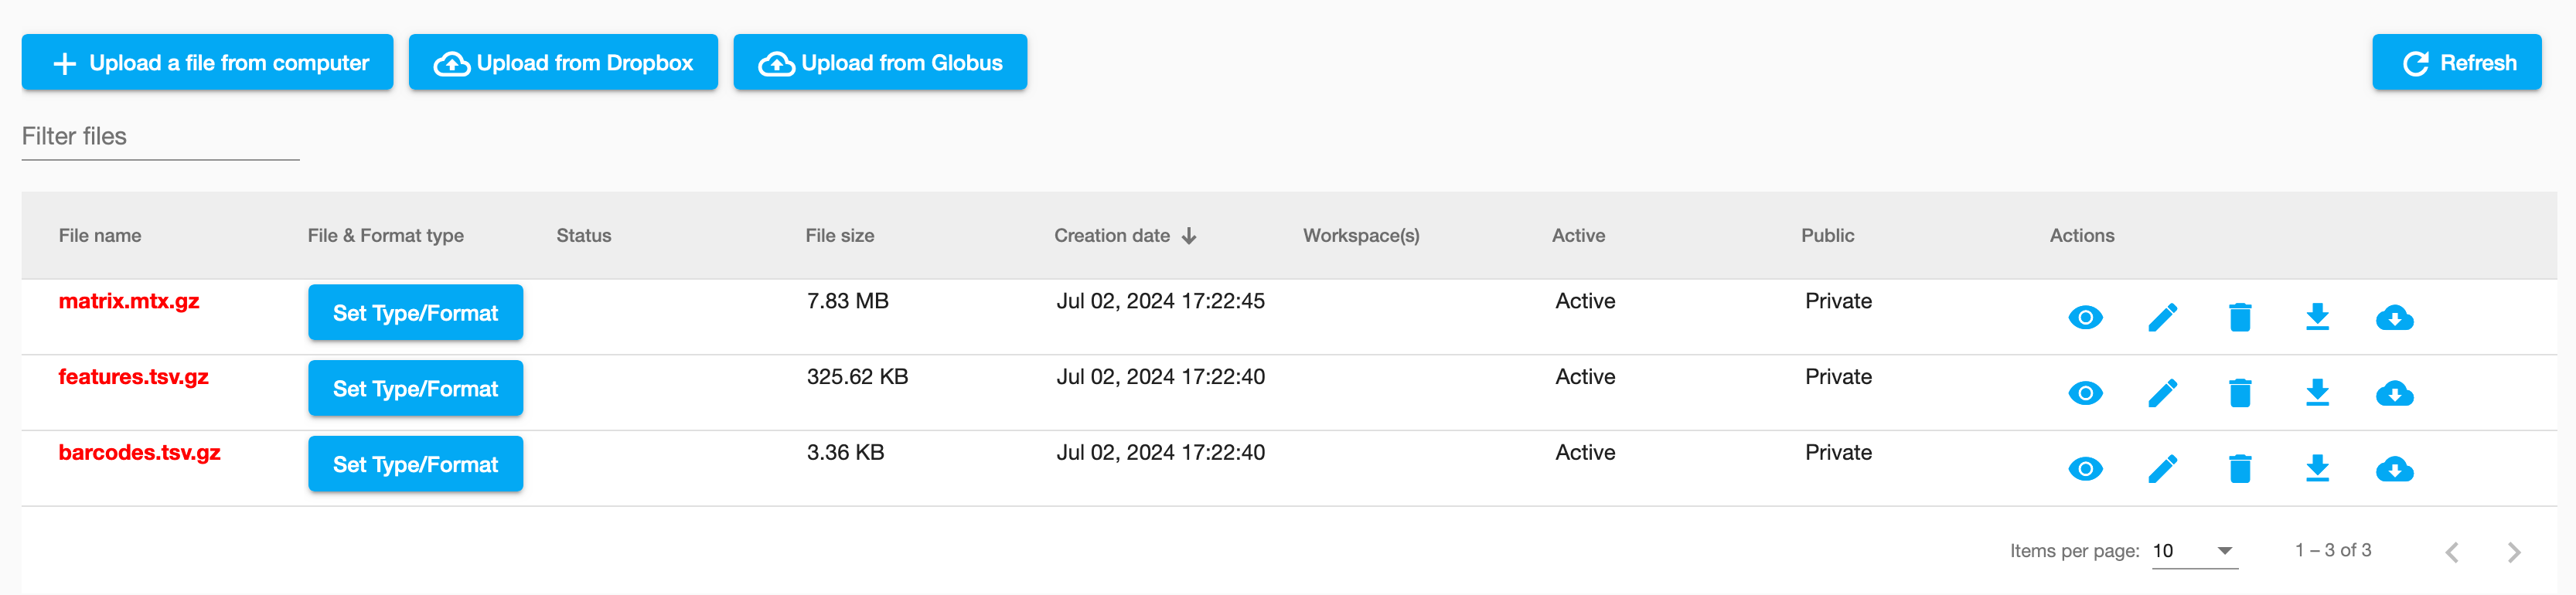 Upload a file from computer Upload from Dropbox Upload from Globus Refresh
Filter files
File name File & Format type Status File size Creation date Workspace(s) Active Public Actions
matrix.mtx.gz Set Type/Format 7.83 MB Jul 02, 2024 17:22:45 Active Private
features.tsv.gz Set Type/Format 325.62 KB Jul 02, 2024 17:22:40 Active Private
barcodes.tsv.gz Set Type/Format 3.36 KB Jul 02, 2024 17:22:40 Active Private
Items per page: 10 1 – 3 of 3